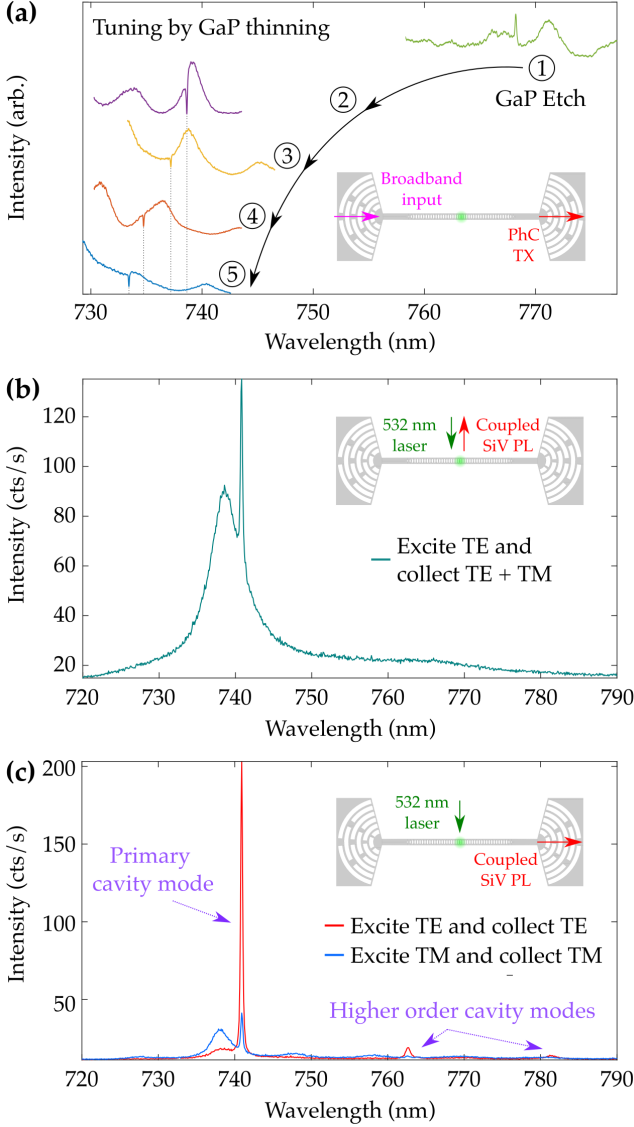 (a)
Tuning by GaP thinning
1
GaP Etch
2
3
4
5
Intensity (arb.)
Broadband
input
PhC
TX
730 740 750 760 770
Wavelength (nm)
(b)
120
100
80
60
40
20
Intensity (cts/s)
532 nm
laser
Coupled
SiV PL
Excite TE and
collect TE + TM
720 730 740 750 760 770 780 790
Wavelength (nm)
(c)
200
150
100
50
Intensity (cts/s)
532 nm
laser
Coupled
SiV PL
Primary
cavity mode
Excite TE and collect TE
Excite TM and collect TM
Higher order cavity modes
720 730 740 750 760 770 780 790
Wavelength (nm)